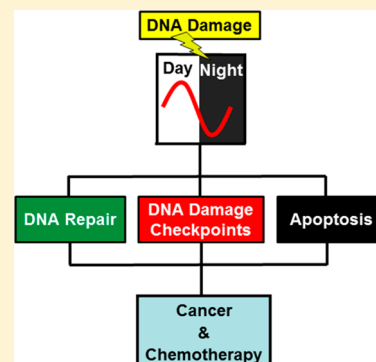 DNA Damage
Day Night
DNA Repair
DNA Damage
Checkpoints
Apoptosis
Cancer
&
Chemotherapy